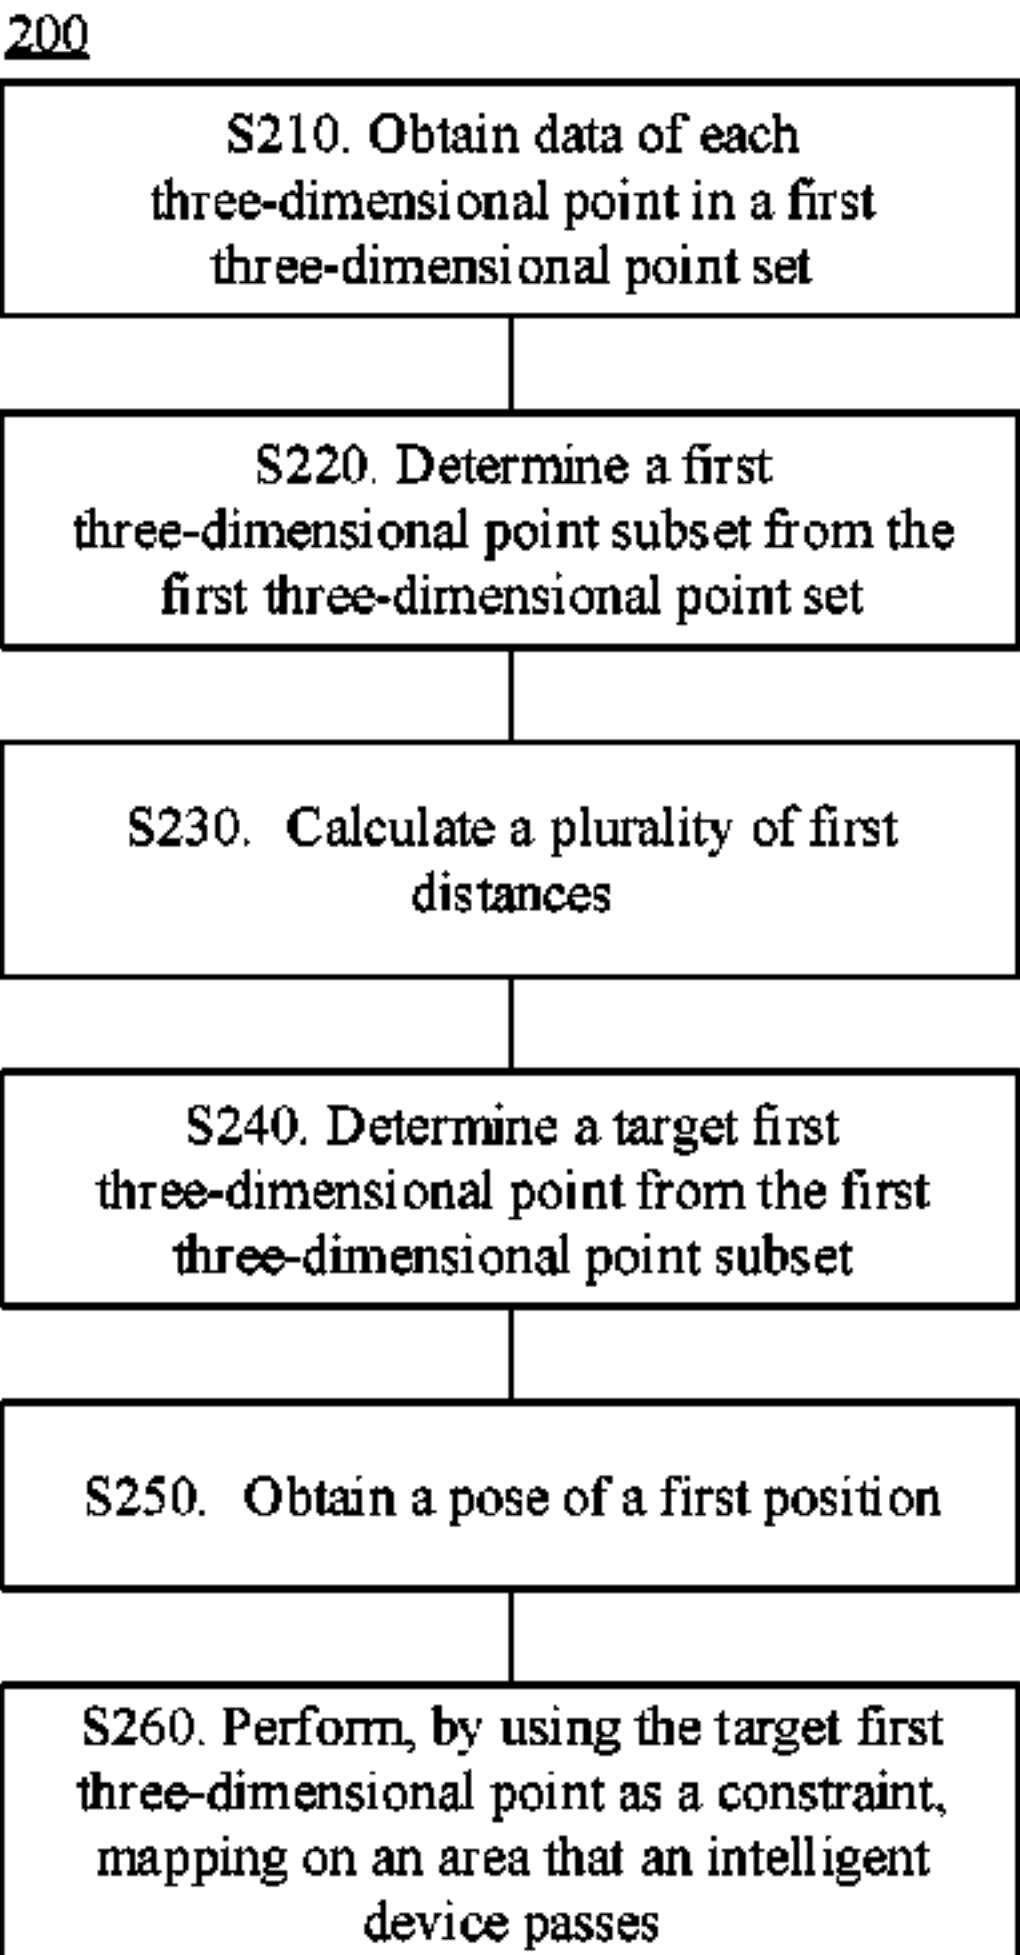 200
S210. Obtain data of each
three-dimensional point in a first
three-dimensional point set
S220. Determine a first
three-dimensional point subset from the
first three-dimensional point set
S230. Calculate a plurality of first
distances
S240. Determine a target first
three-dimensional point from the first
three-dimensional point subset
S250. Obtain a pose of a first position
S260. Perform, by using the target first
three-dimensional point as a constraint,
mapping on an area that an intelligent
device passes